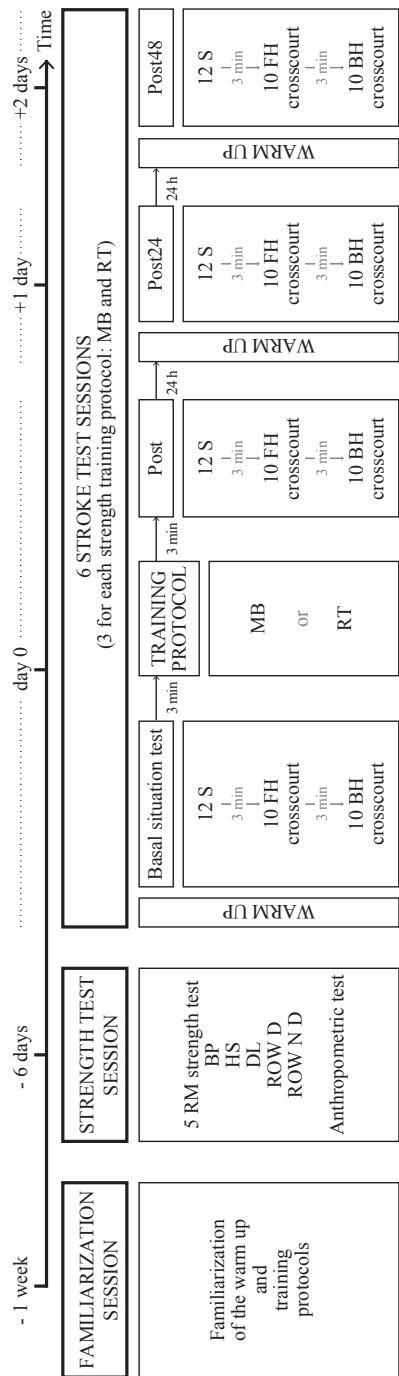 - 1 week
- 6 days
day 0
+1 day
+2 days
Time
FAMILIARIZATION
SESSION
Familiarization
of the warm up
and
training
protocols
STRENGTH TEST
SESSION
5 RM strength test
BP
HS
DL
ROW D
ROW N D
Anthropometric test
6 STROKE TEST SESSIONS
(3 for each strength training protocol: MB and RT)
WARM UP
Basal situation test
12 S
3 min
10 FH
crosscourt
3 min
10 BH
crosscourt
3 min
TRAINING
PROTOCOL
MB
or
RT
3 min
Post
12 S
3 min
10 FH
crosscourt
3 min
10 BH
crosscourt
24 h
WARM UP
Post24
12 S
3 min
10 FH
crosscourt
3 min
10 BH
crosscourt
24 h
WARM UP
Post48
12 S
3 min
10 FH
crosscourt
3 min
10 BH
crosscourt